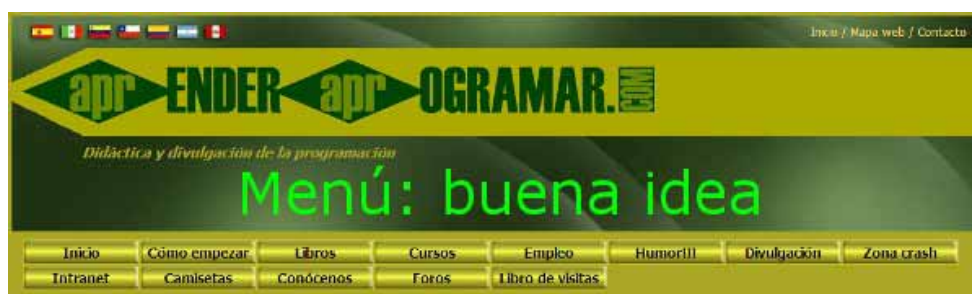 Inicio / Mapa web / Contacto
aprENDERaprOGRAMAR.COM
Didáctica y divulgación de la programación
Menú: buena idea
Inicio Cómo empezar Libros Cursos Empleo Humor!!! Divulgación Zona crash
Intranet Camisetas Conócenos Foros Libro de visitas